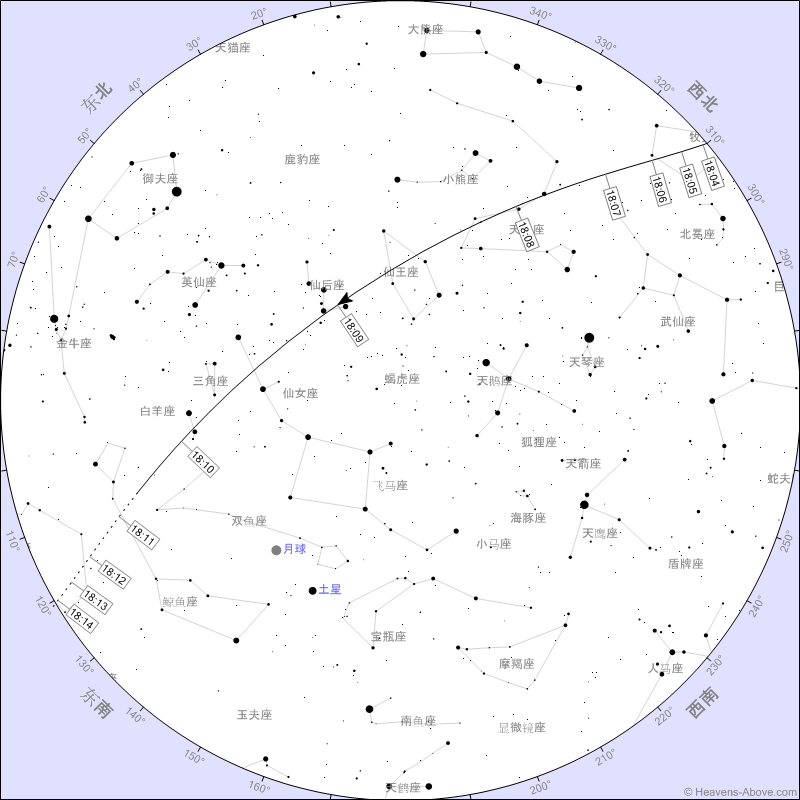 大熊座
340°
20°
天猫座
30°
330°
40°
东北
320°
西北
50°
310°
牧
18:04
18:05
18:06
18:07
18:08
鹿豹座
小熊座
御夫座
60°
300°
北冕座
70°
290°
仙王座
英仙座
仙后座
武仙座
18:09
金牛座
天琴座
三角座
仙女座
蝎虎座
天鹅座
白羊座
狐狸座
18:10
天箭座
飞马座
蛇夫
双鱼座
海豚座
18:11
天鹰座
110°
250°
小马座
月球
盾牌座
18:12
土星
18:13
鲸鱼座
120°
18:14
240°
宝瓶座
摩羯座
人马座
130°
230°
座
东南
西南
140°
玉夫座
南鱼座
显微镜座
220°
150°
210°
160°
200°
天鹤座
© Heavens-Above.com